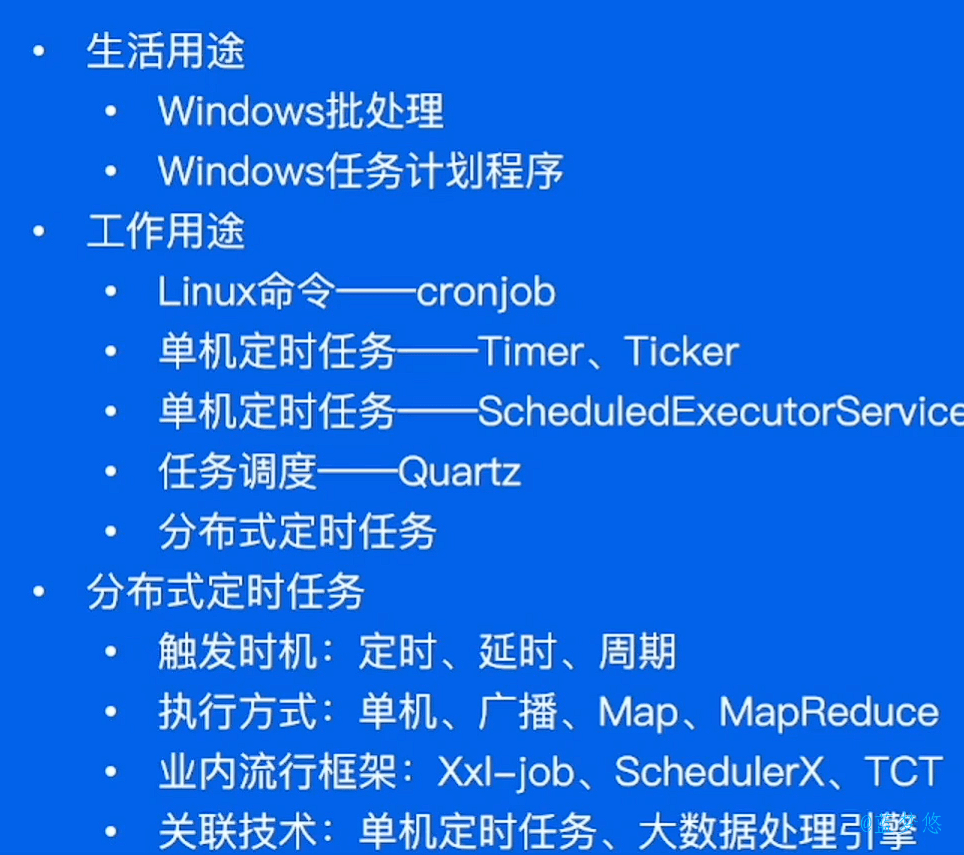 • 生活用途
• Windows批处理
• Windows任务计划程序
• 工作用途
• Linux命令——cronjob
• 单机定时任务——Timer、Ticker
• 单机定时任务——ScheduledExecutorService
• 任务调度——Quartz
• 分布式定时任务
• 分布式定时任务
• 触发时机：定时、延时、周期
• 执行方式：单机、广播、Map、MapReduce
• 业内流行框架：Xxl-job、SchedulerX、TCT
• 关联技术：单机定时任务、大数据处理引擎
@蓝梦悠